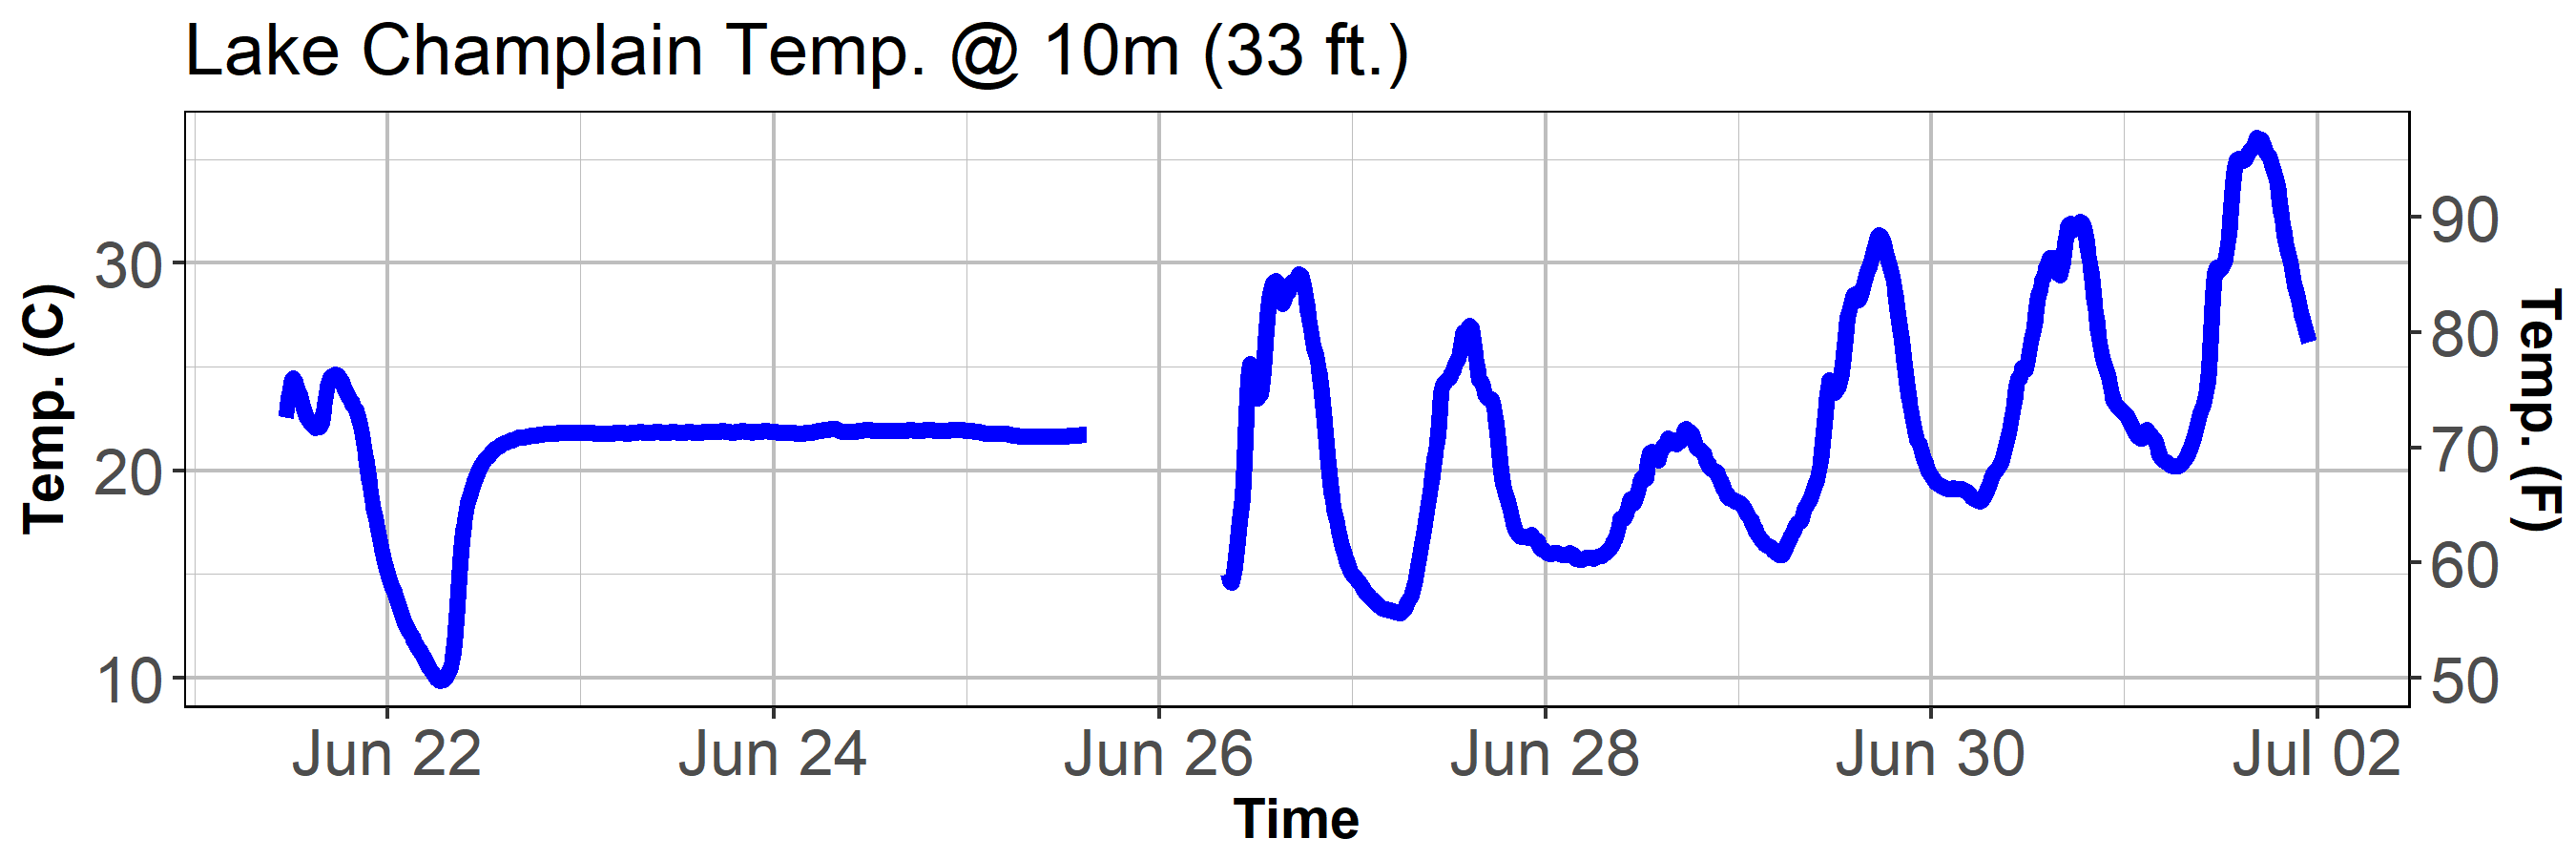 Lake Champlain Temp. @ 10m (33 ft.)
Temp. (C)
30
20
10
90
80
70
60
50
Temp. (F)
Jun 22
Jun 24
Jun 26
Jun 28
Jun 30
Jul 02
Time